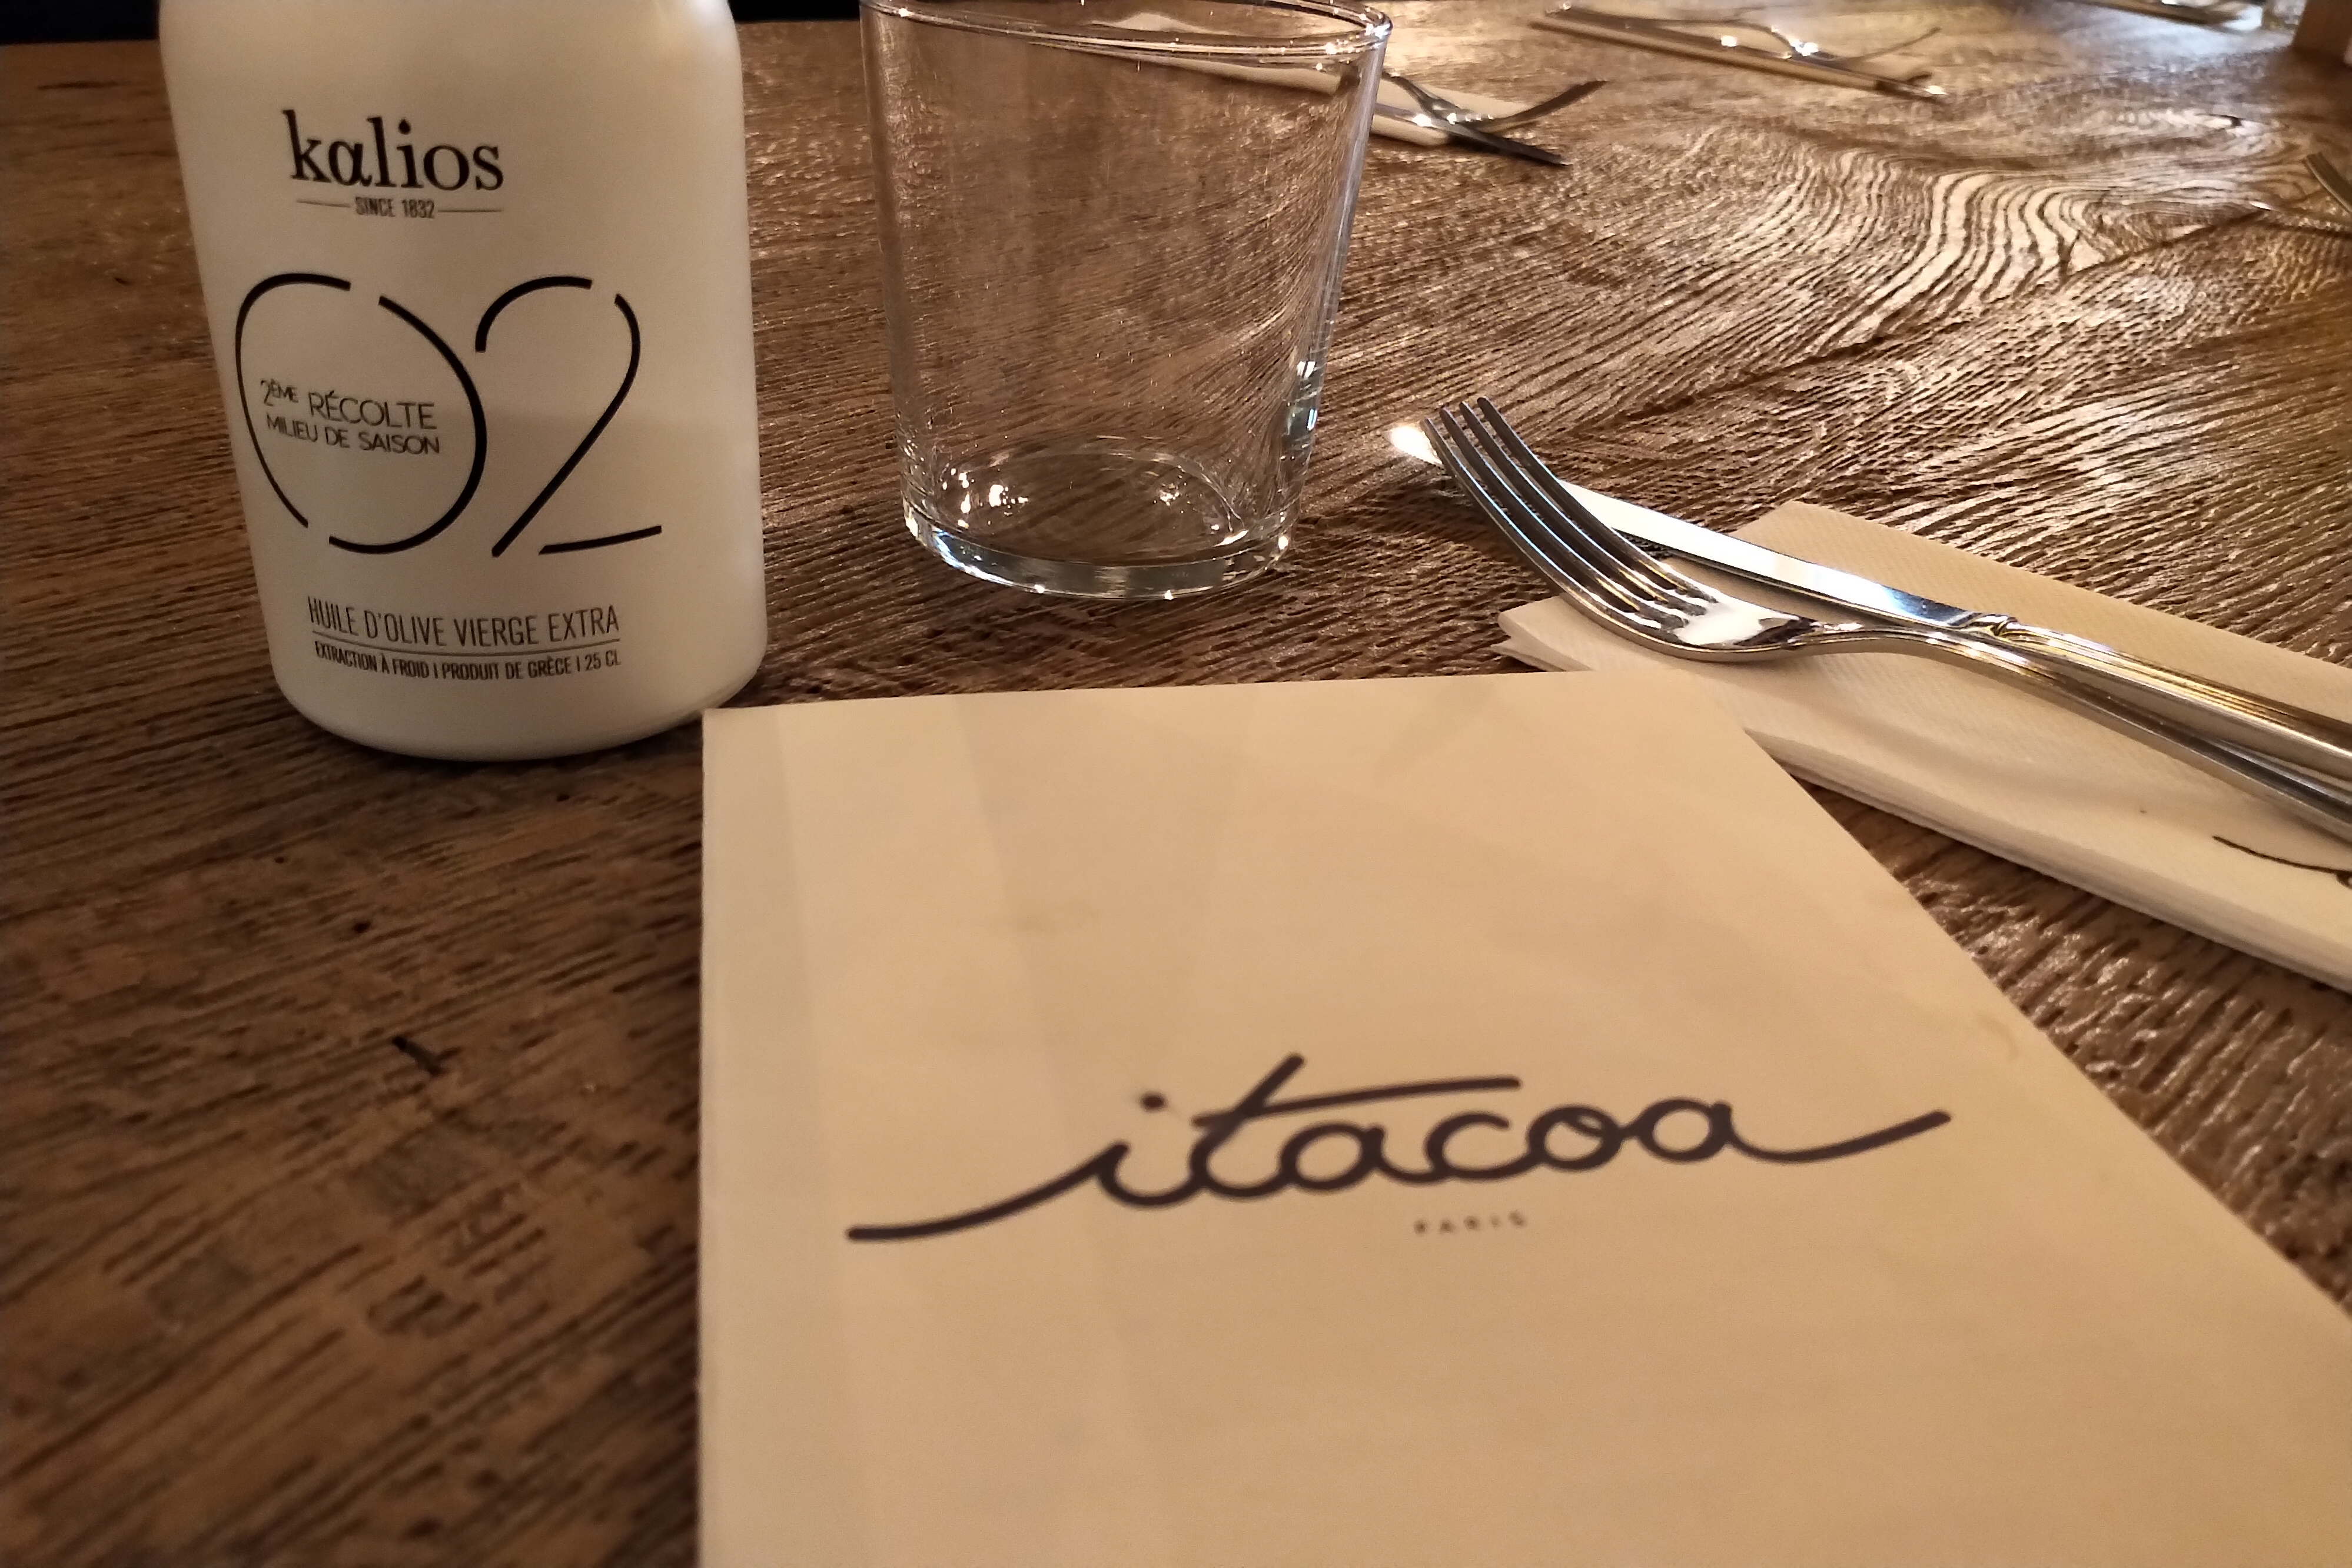 kalios
SINCE 1832
02
2ÈME RÉCOLTE
MILIEU DE SAISON
HUILE D'OLIVE VIERGE EXTRA
EXTRACTION À FROID I PRODUIT DE GRÈCE I 25 CL
itacoa
PARIS